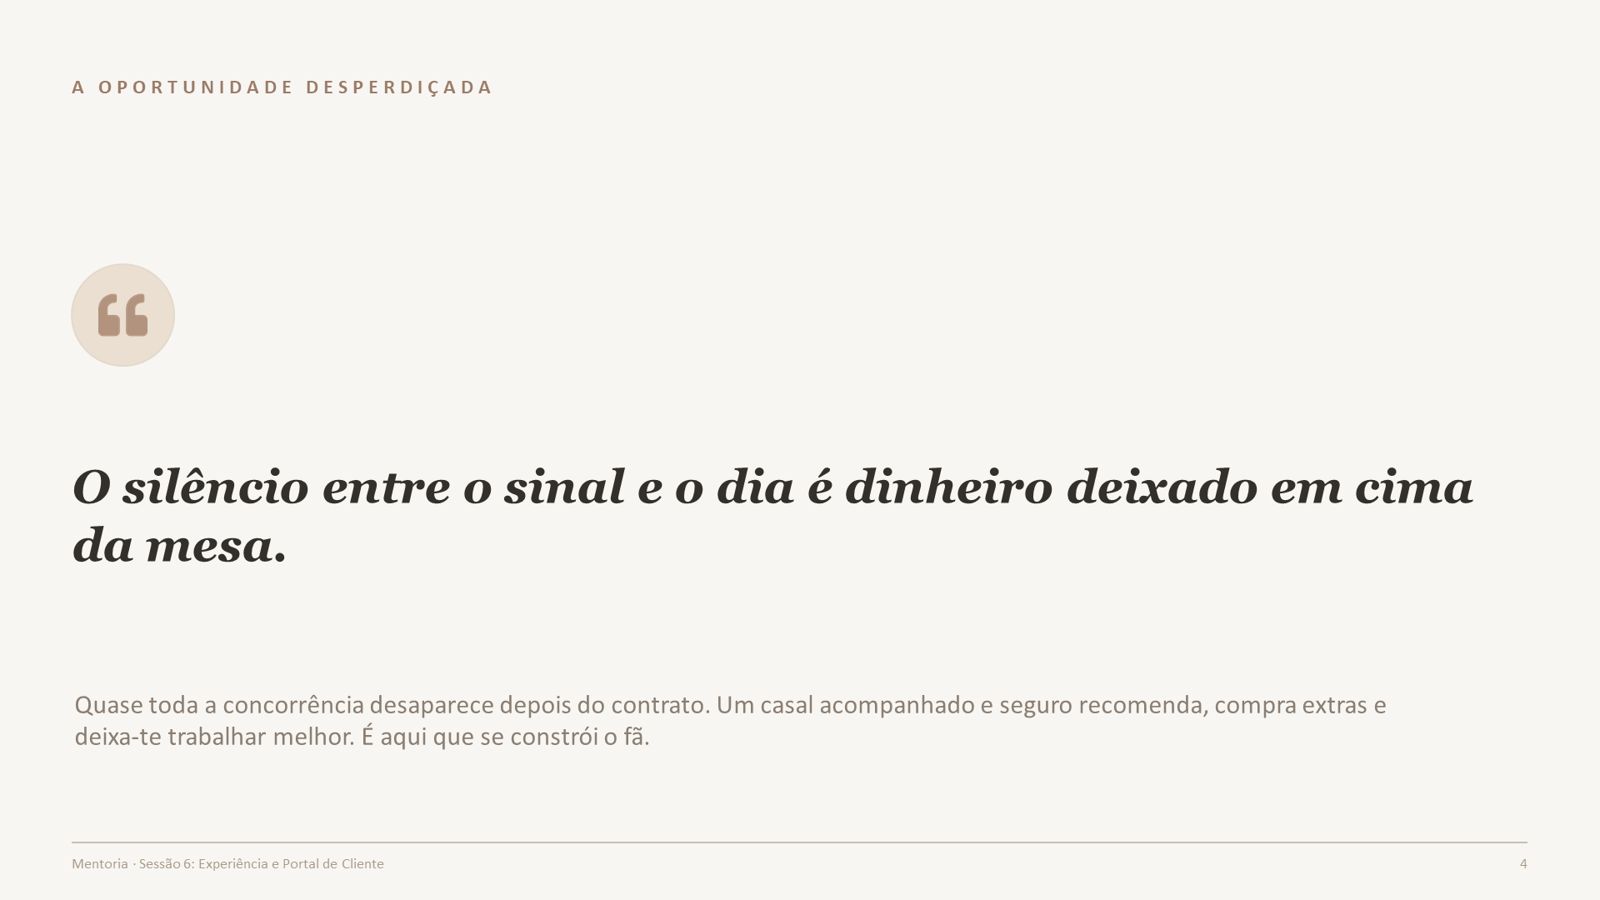 A OPORTUNIDADE DESPERDIÇADA
O silêncio entre o sinal e o dia é dinheiro deixado em cima
da mesa.
Quase toda a concorrência desaparece depois do contrato. Um casal acompanhado e seguro recomenda, compra extras e
deixa-te trabalhar melhor. É aqui que se constrói o fã.
Mentoria · Sessão 6: Experiência e Portal de Cliente
4